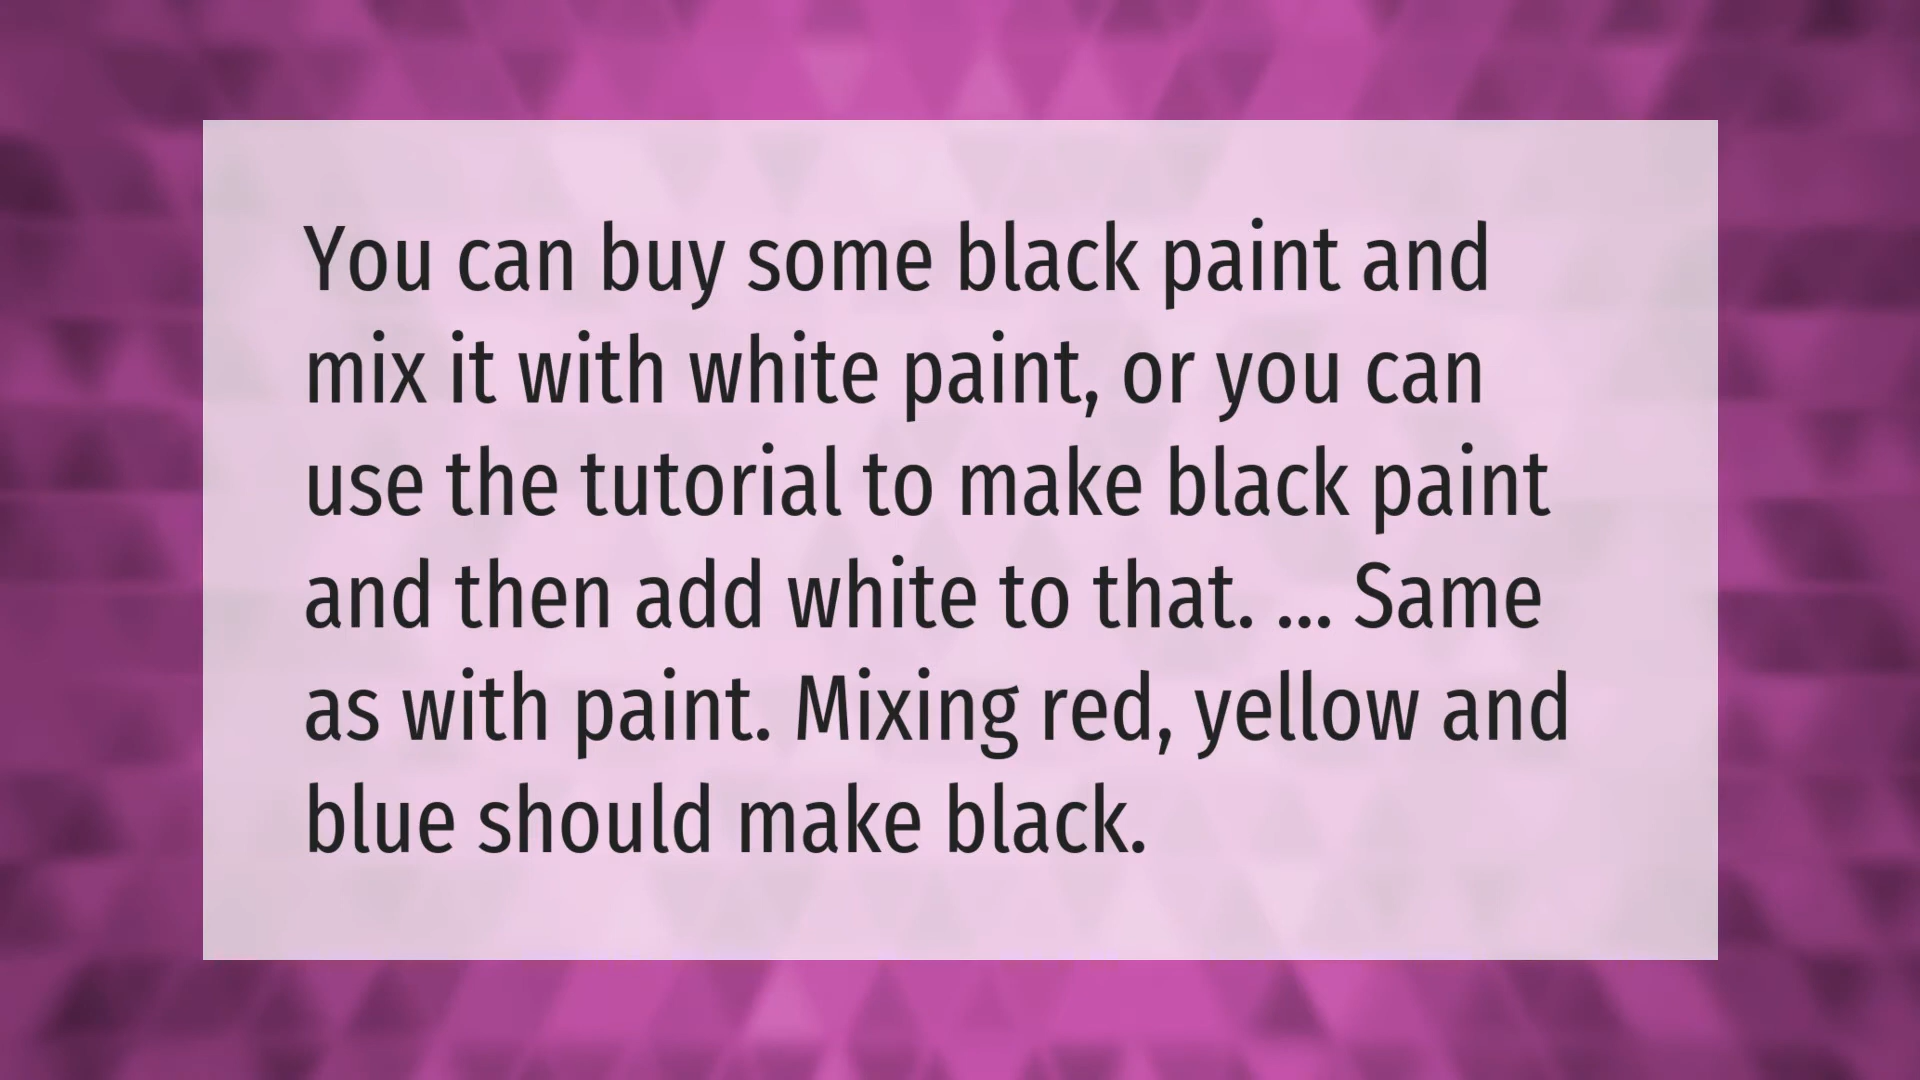 You can buy some black paint and
mix it with white paint, or you can
use the tutorial to make black paint
and then add white to that. ... Same
as with paint. Mixing red, yellow and
blue should make black.